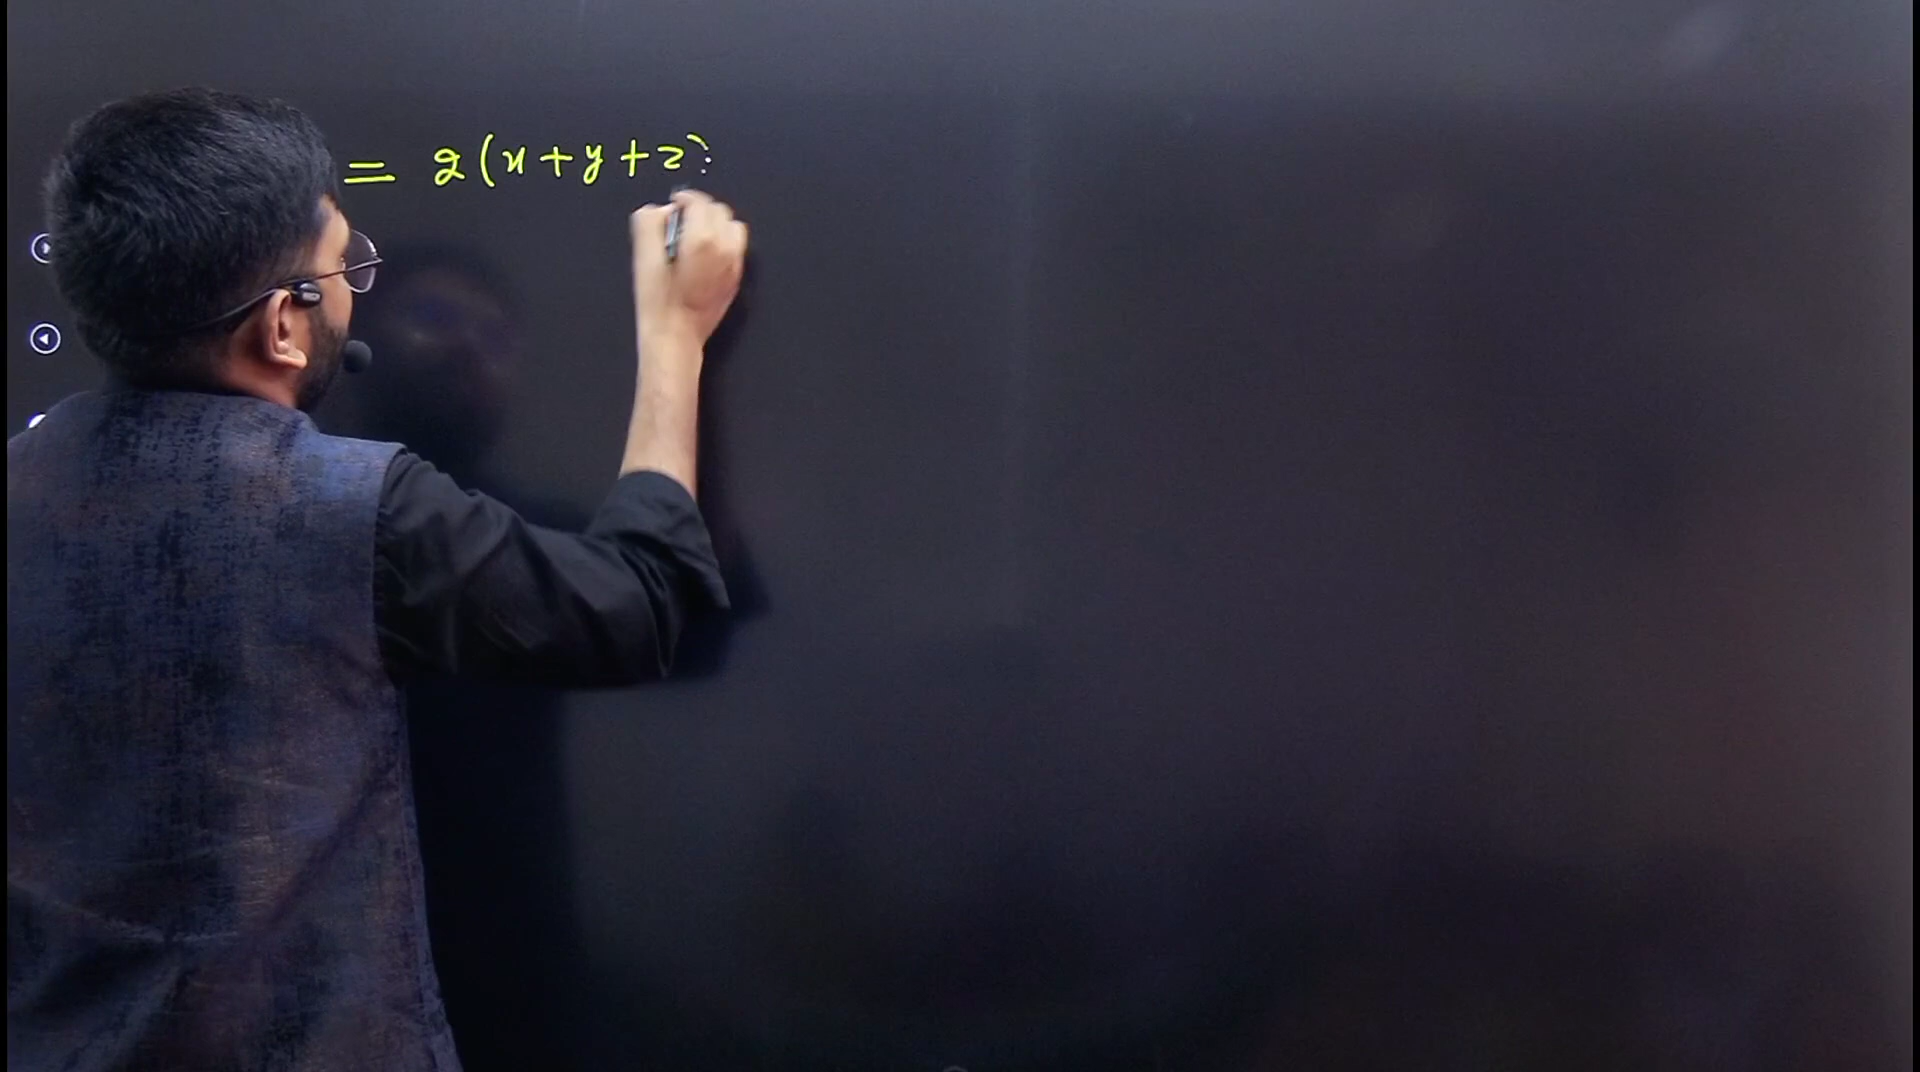 = 2(x+y+z)